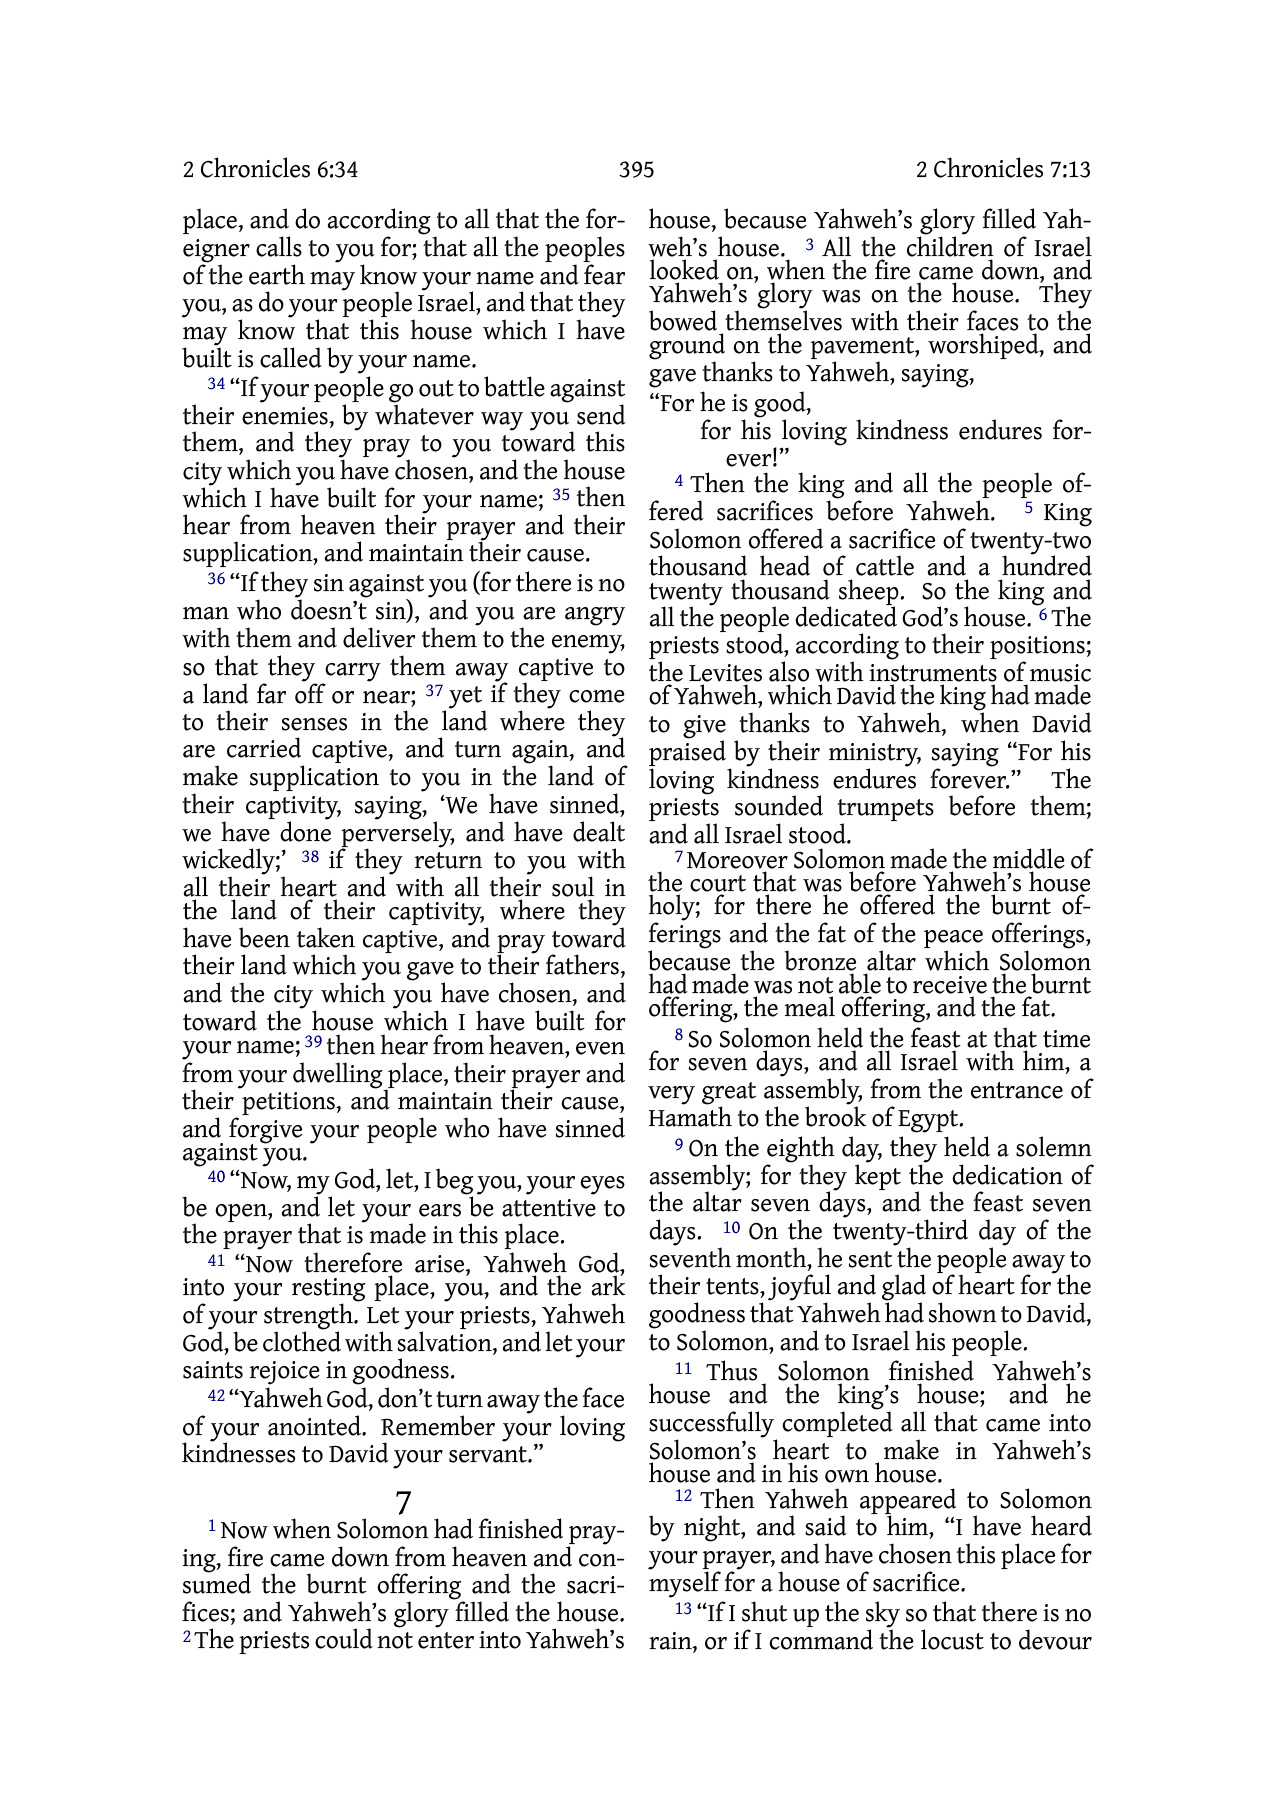 2 Chronicles 6:34
395
2 Chronicles 7:13
place, and do according to all that the for-
eigner calls to you for; that all the peoples
of the earth may know your name and fear
you, as do your people Israel, and that they
may know that this house which I have
built is called by your name.
34 “If your people go out to battle against
their enemies, by whatever way you send
them, and they pray to you toward this
city which you have chosen, and the house
which I have built for your name; 35 then
hear from heaven their prayer and their
supplication, and maintain their cause.
36 “If they sin against you (for there is no
man who doesn’t sin), and you are angry
with them and deliver them to the enemy,
so that they carry them away captive to
a land far off or near; 37 yet if they come
to their senses in the land where they
are carried captive, and turn again, and
make supplication to you in the land of
their captivity, saying, ‘We have sinned,
we have done perversely, and have dealt
wickedly;’ 38 if they return to you with
all their heart and with all their soul in
the land of their captivity, where they
have been taken captive, and pray toward
their land which you gave to their fathers,
and the city which you have chosen, and
toward the house which I have built for
your name; 39 then hear from heaven, even
from your dwelling place, their prayer and
their petitions, and maintain their cause,
and forgive your people who have sinned
against you.
40 “Now, my God, let, I beg you, your eyes
be open, and let your ears be attentive to
the prayer that is made in this place.
41 “Now therefore arise, Yahweh God,
into your resting place, you, and the ark
of your strength. Let your priests, Yahweh
God, be clothed with salvation, and let your
saints rejoice in goodness.
42 “Yahweh God, don’t turn away the face
of your anointed. Remember your loving
kindnesses to David your servant.”
7
1 Now when Solomon had finished pray-
ing, fire came down from heaven and con-
sumed the burnt offering and the sacri-
fices; and Yahweh’s glory filled the house.
2 The priests could not enter into Yahweh’s
house, because Yahweh’s glory filled Yah-
weh’s house. 3 All the children of Israel
looked on, when the fire came down, and
Yahweh’s glory was on the house. They
bowed themselves with their faces to the
ground on the pavement, worshiped, and
gave thanks to Yahweh, saying,
“For he is good,
for his loving kindness endures for-
ever!”
4 Then the king and all the people of-
fered sacrifices before Yahweh. 5 King
Solomon offered a sacrifice of twenty-two
thousand head of cattle and a hundred
twenty thousand sheep. So the king and
all the people dedicated God’s house. 6 The
priests stood, according to their positions;
the Levites also with instruments of music
of Yahweh, which David the king had made
to give thanks to Yahweh, when David
praised by their ministry, saying “For his
loving kindness endures forever.” The
priests sounded trumpets before them;
and all Israel stood.
7 Moreover Solomon made the middle of
the court that was before Yahweh’s house
holy; for there he offered the burnt of-
ferings and the fat of the peace offerings,
because the bronze altar which Solomon
had made was not able to receive the burnt
offering, the meal offering, and the fat.
8 So Solomon held the feast at that time
for seven days, and all Israel with him, a
very great assembly, from the entrance of
Hamath to the brook of Egypt.
9 On the eighth day, they held a solemn
assembly; for they kept the dedication of
the altar seven days, and the feast seven
days. 10 On the twenty-third day of the
seventh month, he sent the people away to
their tents, joyful and glad of heart for the
goodness that Yahweh had shown to David,
to Solomon, and to Israel his people.
11 Thus Solomon finished Yahweh’s
house and the king’s house; and he
successfully completed all that came into
Solomon’s heart to make in Yahweh’s
house and in his own house.
12 Then Yahweh appeared to Solomon
by night, and said to him, “I have heard
your prayer, and have chosen this place for
myself for a house of sacrifice.
13 “If I shut up the sky so that there is no
rain, or if I command the locust to devour